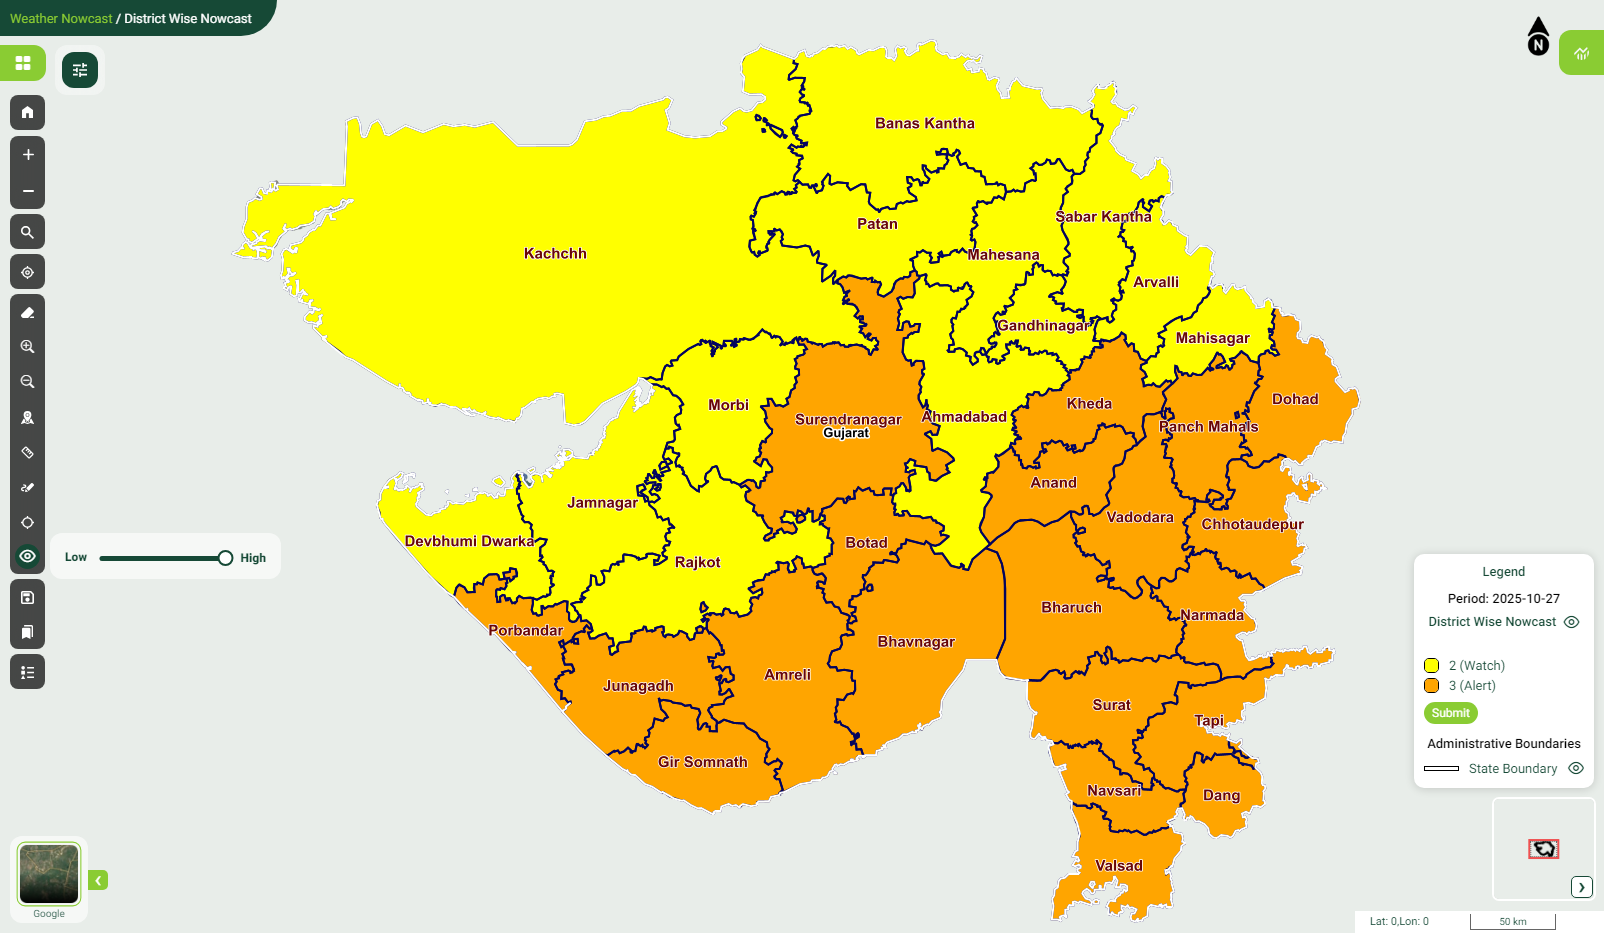 Weather Nowcast / District Wise Nowcast
N
Banas Kantha
Patan
Sabar Kantha
Kachchh
Mahesana
Arvalli
Gandhinagar
Mahisagar
Morbi
Surendranagar
Gujarat
Ahmadabad
Kheda
Panch Mahals
Dohad
Anand
Jamnagar
Vadodara
Chhotaudepur
Devbhumi Dwarka
Botad
Rajkot
Low
High
Porbandar
Bharuch
Narmada
Bhavnagar
Junagadh
Amreli
Surat
Tapi
Gir Somnath
Navsari
Dang
Valsad
Legend
Period: 2025-10-27
District Wise Nowcast
2 (Watch)
3 (Alert)
Submit
Administrative Boundaries
State Boundary
Google
Lat: 0,Lon: 0
50 km